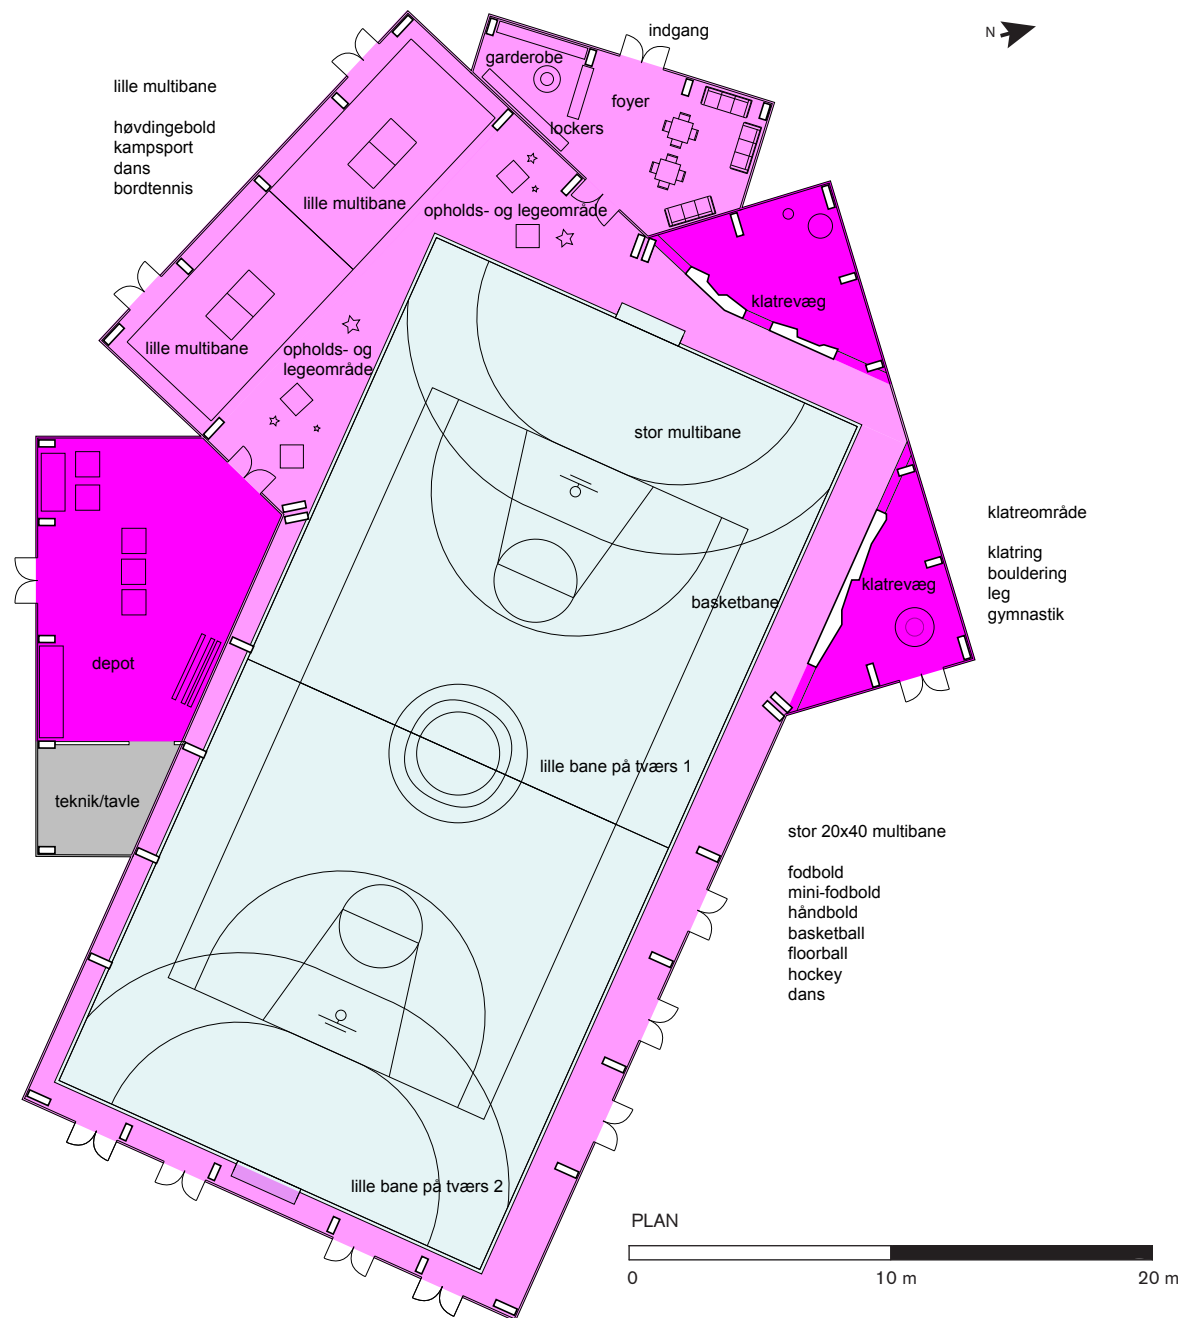 indgang
N
garderobe
lille multibane
foyer
høvdingebold
kampsport
dans
bordtennis
lockers
lille multibane
opholds- og legeområde
klatrevæg
lille multibane
opholds- og
legeområde
stor multibane
klatreområde
klatring
bouldering
leg
gymnastik
klatrevæg
basketbane
depot
lille bane på tværs 1
teknik/tavle
stor 20x40 multibane
fodbold
mini-fodbold
håndbold
basketball
floorball
hockey
dans
lille bane på tværs 2
PLAN
0 10 m 20 m